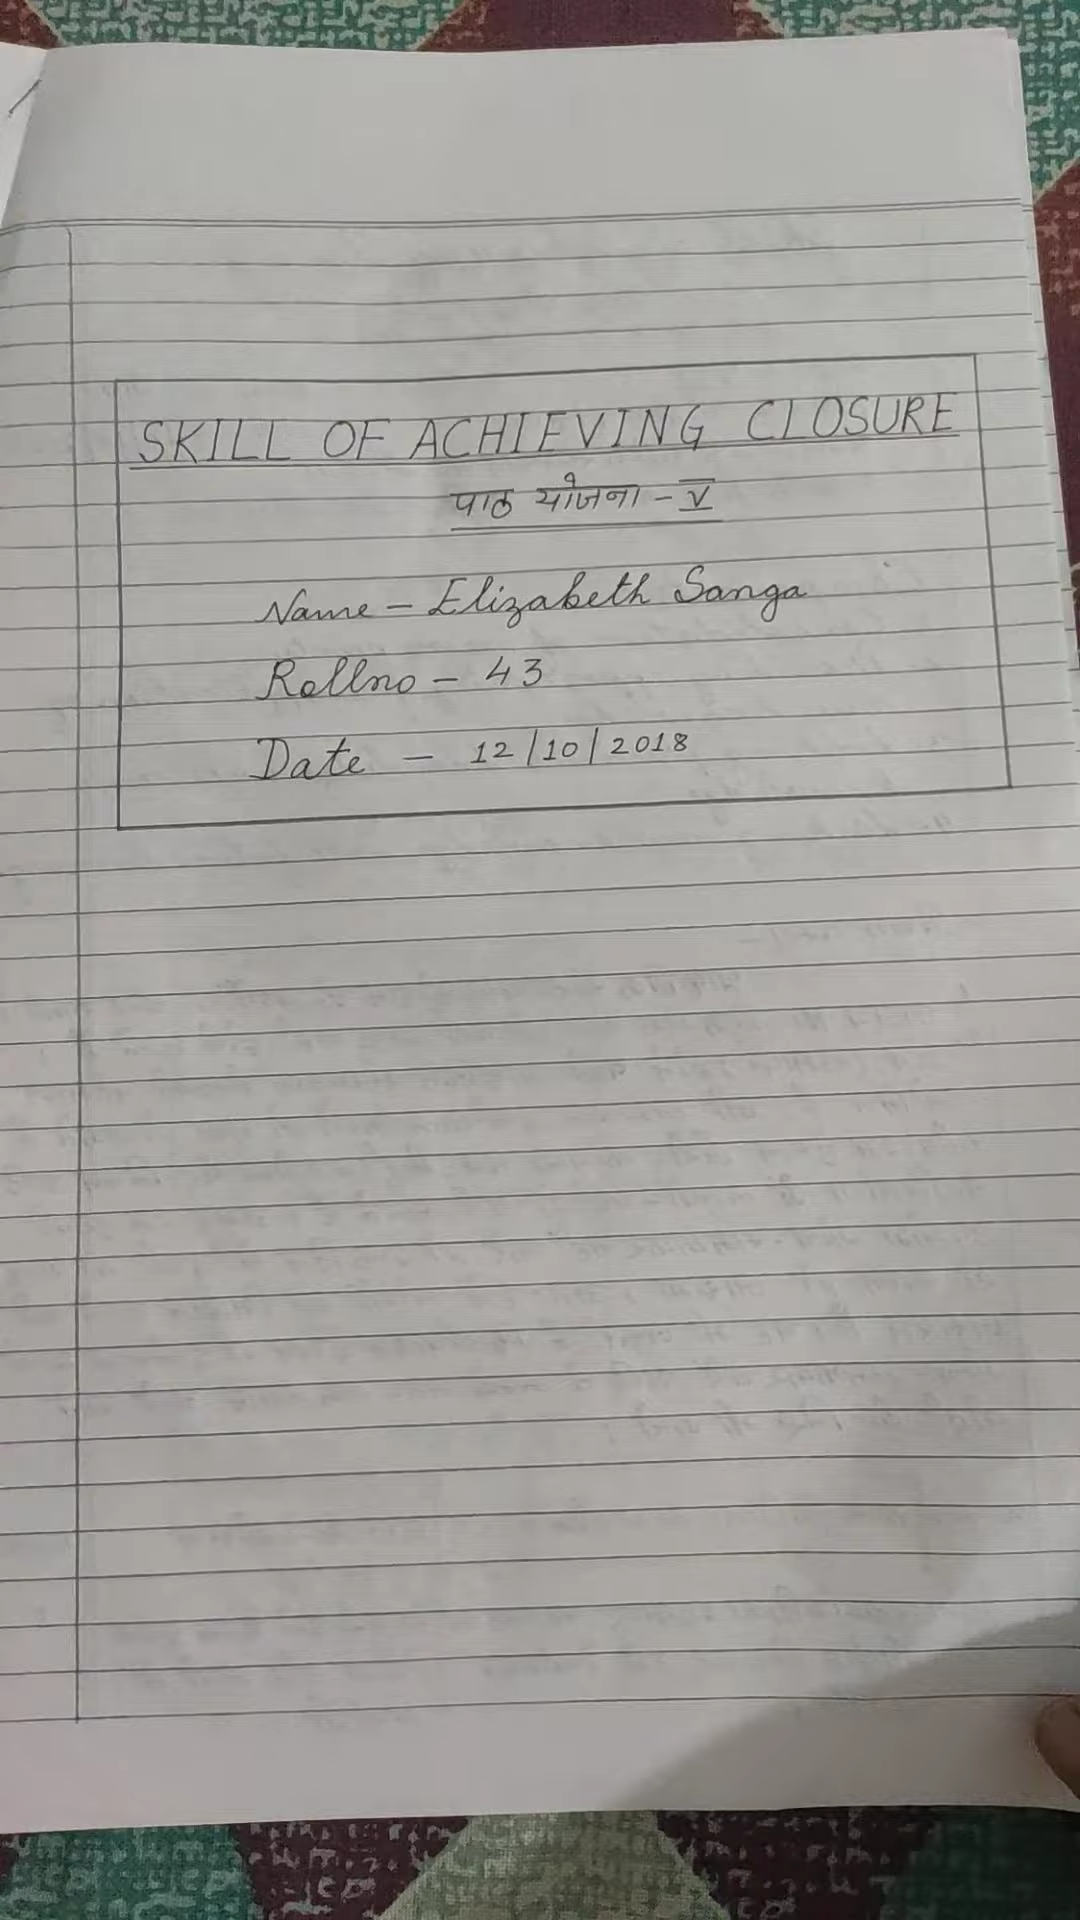 SKILL OF ACHIEVING CLOSURE
पाठ योजना - V
Name - Elizabeth Sanga
Rollno - 43
Date - 12/10/2018